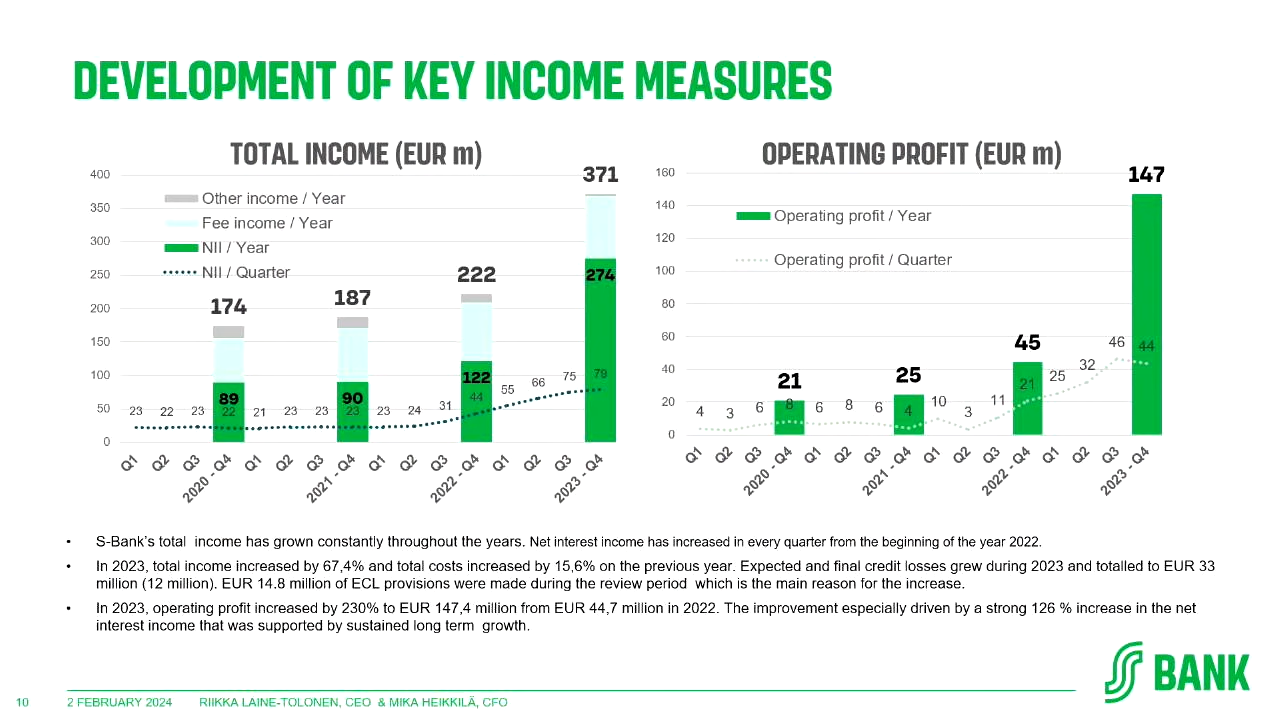 DEVELOPMENT OF KEY INCOME MEASURES
TOTAL INCOME (EUR m)
400
350
300
250
200
150
100
50
0
Other income / Year
Fee income / Year
NII / Year
NII / Quarter
174
187
222
371
89
90
122
274
23 22 23 22 21 23 23 23 23 24 31 44 55 66 75 79
Q1 Q2 Q3 2020 - Q4 Q1 Q2 Q3 2021 - Q4 Q1 Q2 Q3 2022 - Q4 Q1 Q2 Q3 2023 - Q4
OPERATING PROFIT (EUR m)
160
140
120
100
80
60
40
20
0
Operating profit / Year
Operating profit / Quarter
21
25
45
147
4 3 6 8 6 8 6 4 10 3 11 21 25 32 46 44
Q1 Q2 Q3 2020 - Q4 Q1 Q2 Q3 2021 - Q4 Q1 Q2 Q3 2022 - Q4 Q1 Q2 Q3 2023 - Q4
• S-Bank's total income has grown constantly throughout the years. Net interest income has increased in every quarter from the beginning of the year 2022.
• In 2023, total income increased by 67,4% and total costs increased by 15,6% on the previous year. Expected and final credit losses grew during 2023 and totalled to EUR 33
million (12 million). EUR 14.8 million of ECL provisions were made during the review period which is the main reason for the increase.
• In 2023, operating profit increased by 230% to EUR 147,4 million from EUR 44,7 million in 2022. The improvement especially driven by a strong 126 % increase in the net
interest income that was supported by sustained long term growth.
S BANK
10 2 FEBRUARY 2024 RIIKKA LAINE-TOLONEN, CEO & MIKA HEIKKILÄ, CFO